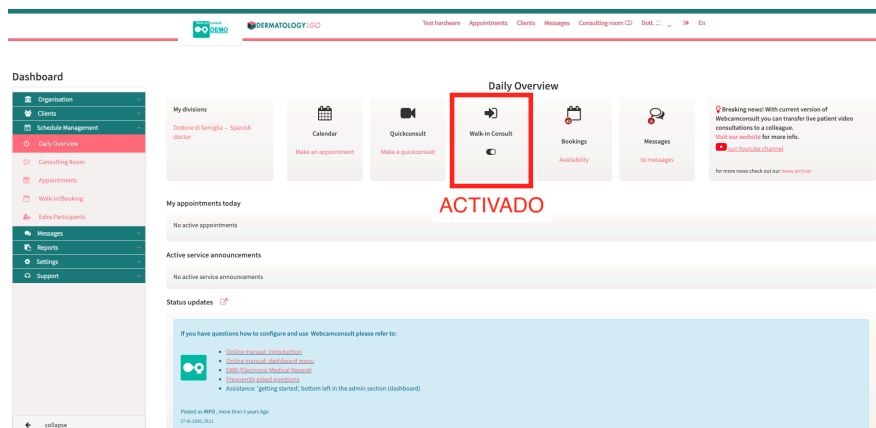 DEMO
DERMATOLOGY2GO
Test hardware Appointments Clients Messages Consulting room Dott. En
Dashboard
Organisation
Clients
Schedule Management
Daily Overview
Consulting Room
Appointments
Walk-In/Booking
Extra Participants
Messages
Reports
Settings
Support
collapse
Daily Overview
My divisions
Dottore di famiglia - Spanish
doctor
Calendar
Make an appointment
Quickconsult
Make a quickconsult
Walk-In Consult
ACTIVADO
Bookings
Availability
Messages
to messages
Breaking news! With current version of
Webcamconsult you can transfer live patient video
consultations to a colleague.
Visit our website for more info.
our Youtube channel
for more news check out our news archive
My appointments today
No active appointments
Active service announcements
No active service announcements
Status updates
If you have questions how to configure and use Webcamconsult please refer to:
Online manual: introduction
Online manual: dashboard menu
EMR (Electronic Medical Record)
Frequently asked questions
Assistance: 'getting started', bottom left in the admin section (dashboard)
Posted as INFO , more than 5 years Ago